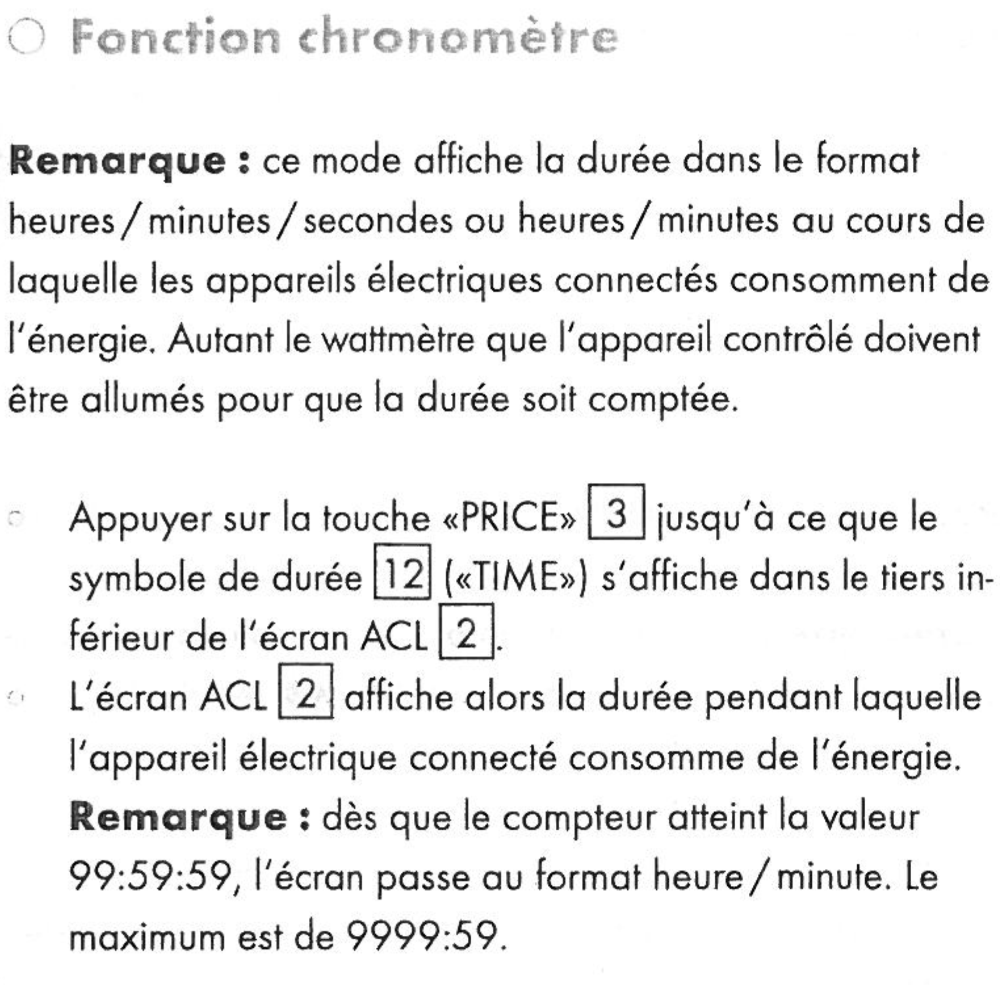 Fonction chronomètre
Remarque : ce mode affiche la durée dans le format
heures / minutes / secondes ou heures / minutes au cours de
laquelle les appareils électriques connectés consomment de
l'énergie. Autant le wattmètre que l'appareil contrôlé doivent
être allumés pour que la durée soit comptée.
Appuyer sur la touche «PRICE» 3 jusqu'à ce que le
symbole de durée 12 («TIME») s'affiche dans le tiers in-
férieur de l'écran ACL 2.
L'écran ACL 2 affiche alors la durée pendant laquelle
l'appareil électrique connecté consomme de l'énergie.
Remarque : dès que le compteur atteint la valeur
99:59:59, l'écran passe au format heure / minute. Le
maximum est de 9999:59.